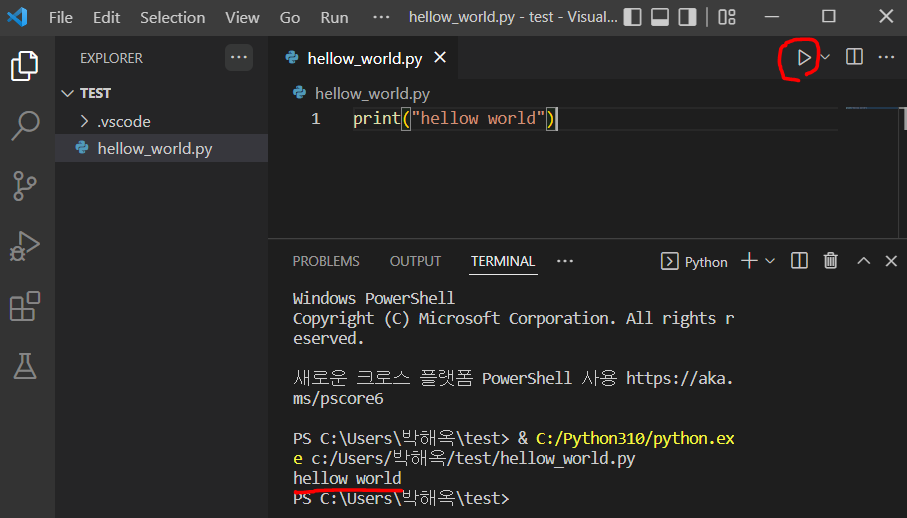 File Edit Selection View Go Run ··· hellow_world.py - test - Visual...
EXPLORER ···
TEST
.vscode
hellow_world.py
hellow_world.py
hellow_world.py
1 print("hellow world")
PROBLEMS OUTPUT TERMINAL ··· Python
Windows PowerShell
Copyright (C) Microsoft Corporation. All rights r
eserved.
새로운 크로스 플랫폼 PowerShell 사용 https://aka.
ms/pscore6
PS C:\Users\박해옥\test> & C:/Python310/python.ex
e c:/Users/박해옥/test/hellow_world.py
hellow world
PS C:\Users\박해옥\test>